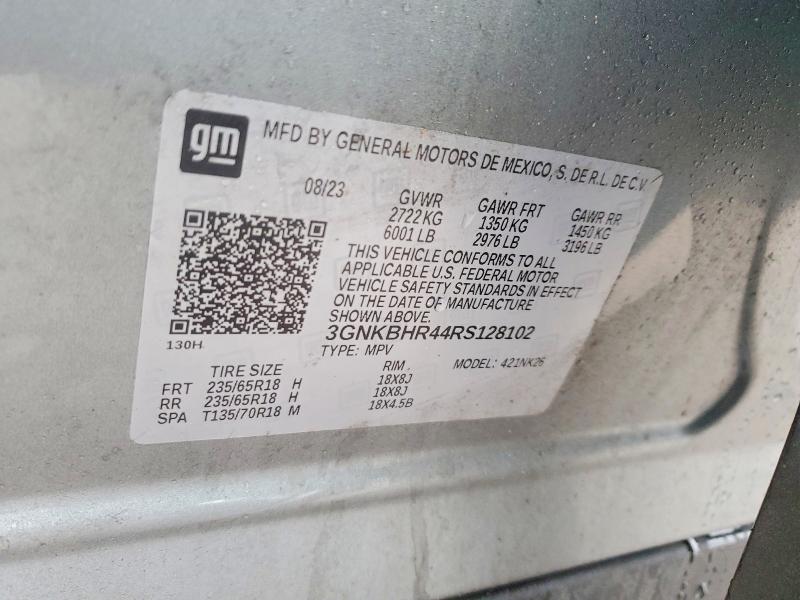 gm
MFD BY GENERAL MOTORS DE MEXICO, S. DE R.L. DE C.V.
08/23
GVWR GAWR FRT GAWR RR
2722 KG 1350 KG 1450 KG
6001 LB 2976 LB 3196 LB
THIS VEHICLE CONFORMS TO ALL
APPLICABLE U.S. FEDERAL MOTOR
VEHICLE SAFETY STANDARDS IN EFFECT
ON THE DATE OF MANUFACTURE
SHOWN ABOVE.
3GNKBHR44RS128102
130H
TYPE: MPV MODEL: 421NK26
TIRE SIZE RIM
FRT 235/65R18 H 18X8J
RR 235/65R18 H 18X8J
SPA T135/70R18 M 18X4.5B